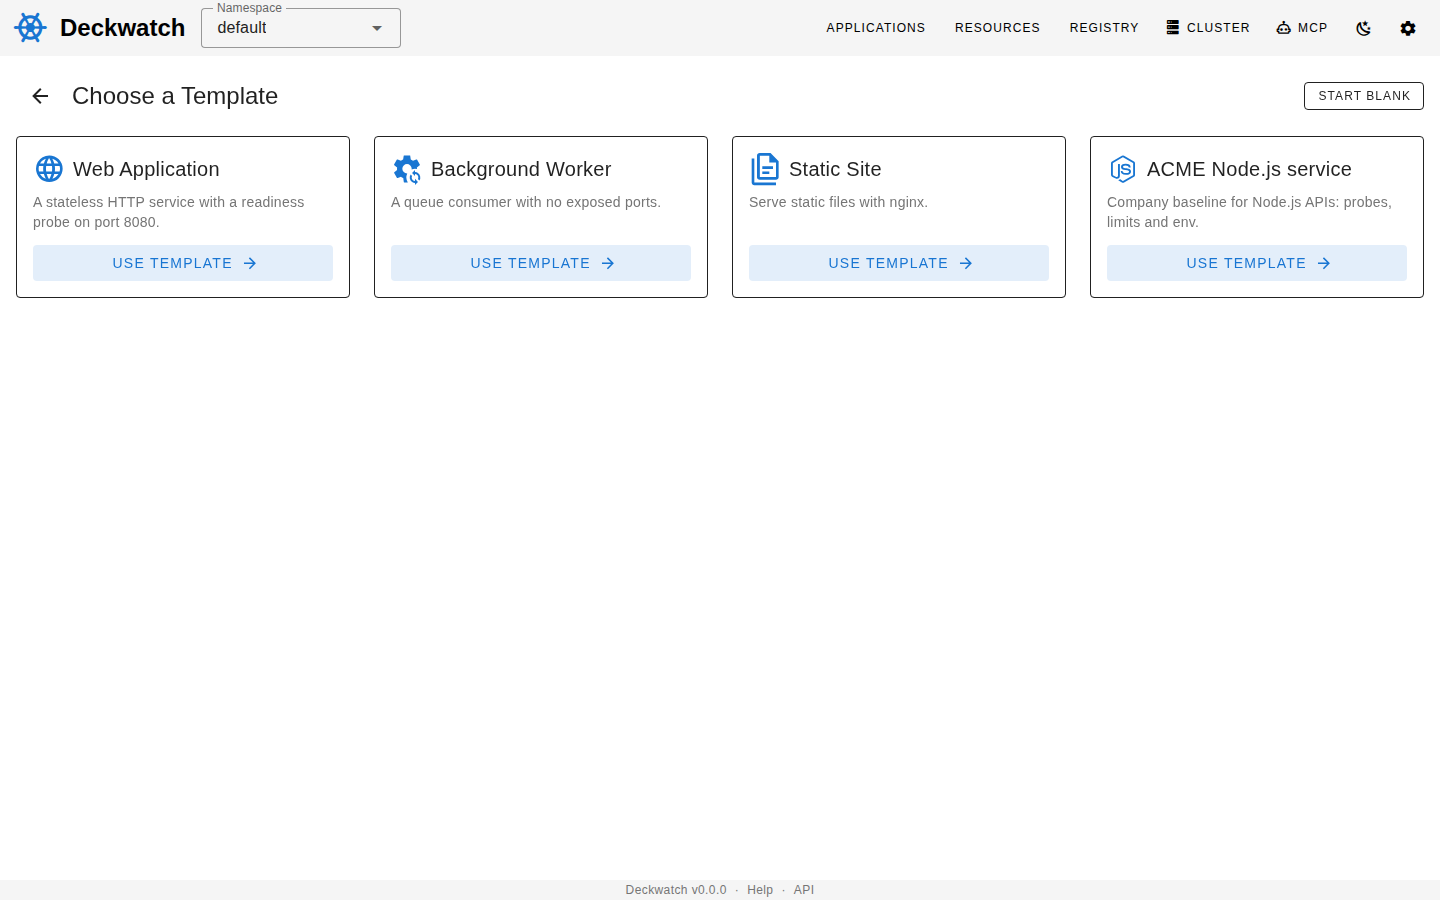 Deckwatch
Namespace
default
APPLICATIONS
RESOURCES
REGISTRY
CLUSTER
MCP
Choose a Template
START BLANK
Web Application
A stateless HTTP service with a readiness
probe on port 8080.
USE TEMPLATE
Background Worker
A queue consumer with no exposed ports.
USE TEMPLATE
Static Site
Serve static files with nginx.
USE TEMPLATE
JS
ACME Node.js service
Company baseline for Node.js APIs: probes,
limits and env.
USE TEMPLATE
Deckwatch v0.0.0 · Help · API